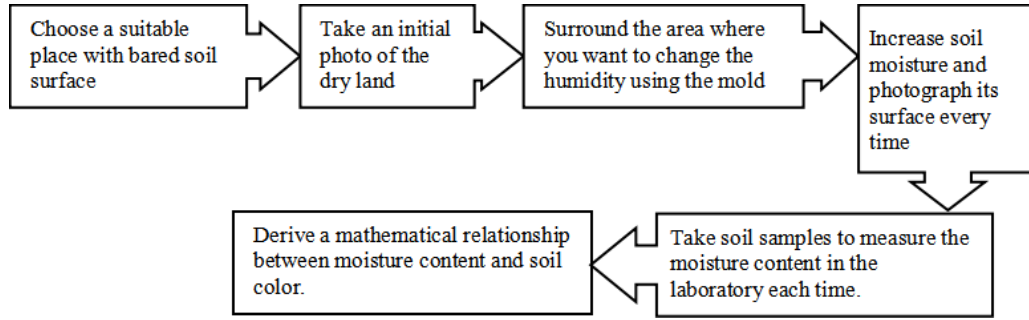 Choose a suitable
place with bared soil
surface
Take an initial
photo of the
dry land
Surround the area where
you want to change the
humidity using the mold
Increase soil
moisture and
photograph its
surface every
time
Take soil samples to measure the
moisture content in the
laboratory each time.
Derive a mathematical relationship
between moisture content and soil
color.